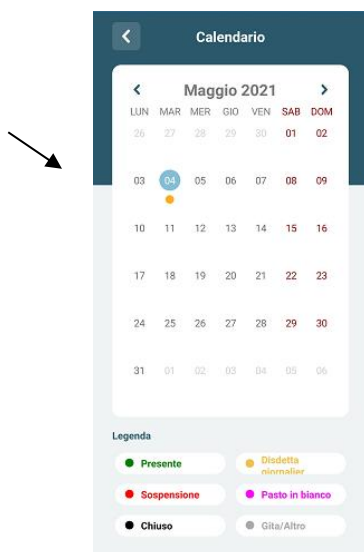 Calendario
Maggio 2021
LUN MAR MER GIO VEN SAB DOM
26 27 28 29 30 01 02
03 04 05 06 07 08 09
10 11 12 13 14 15 16
17 18 19 20 21 22 23
24 25 26 27 28 29 30
31 01 02 03 04 05 06
Legenda
Presente
Disdetta
giornalier
Sospensione
Pasto in bianco
Chiuso
Gita/Altro